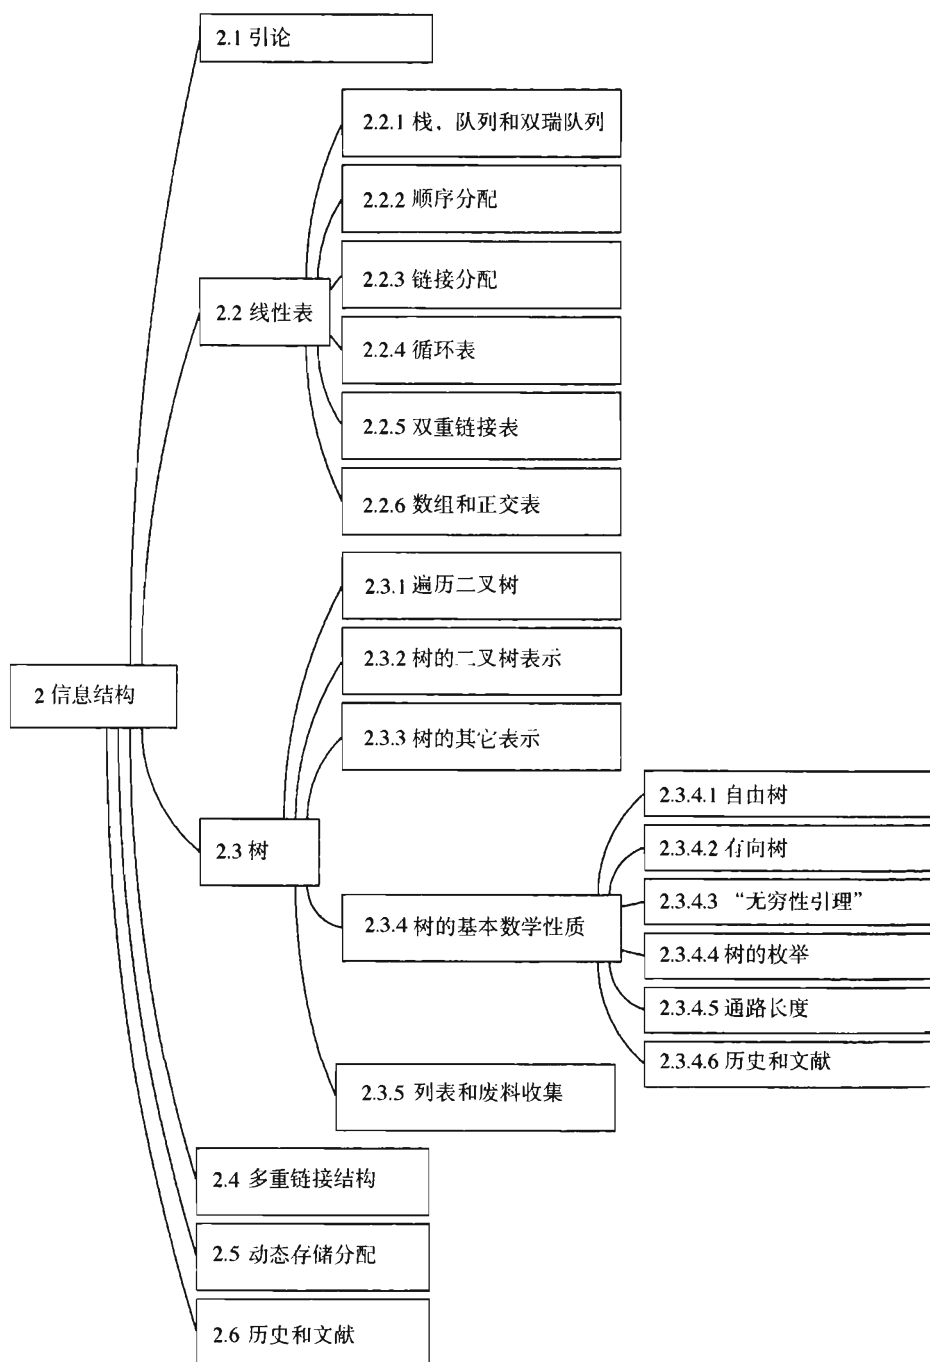 2.1 引论
2.2.1 栈、队列和双瑞队列
2.2.2 顺序分配
2.2.3 链接分配
2.2 线性表
2.2.4 循环表
2.2.5 双重链接表
2.2.6 数组和正交表
2.3.1 遍历二叉树
2.3.2 树的二叉树表示
2 信息结构
2.3.3 树的其它表示
2.3.4.1 自由树
2.3 树
2.3.4.2 有向树
2.3.4.3 “无穷性引理”
2.3.4 树的基本数学性质
2.3.4.4 树的枚举
2.3.4.5 通路长度
2.3.4.6 历史和文献
2.3.5 列表和废料收集
2.4 多重链接结构
2.5 动态存储分配
2.6 历史和文献